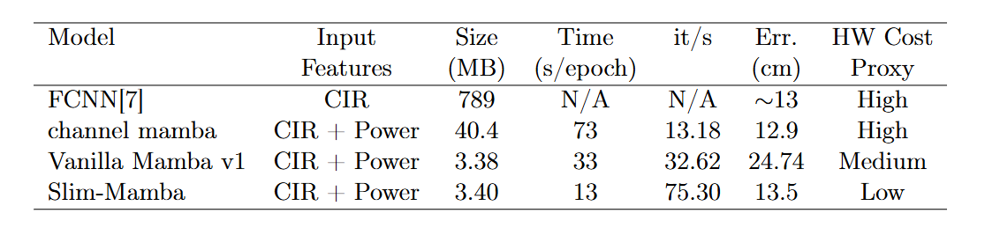 Model Input Size Time it/s Err. HW Cost
Features (MB) (s/epoch) (cm) Proxy
FCNN[7] CIR 789 N/A N/A ~13 High
channel mamba CIR + Power 40.4 73 13.18 12.9 High
Vanilla Mamba v1 CIR + Power 3.38 33 32.62 24.74 Medium
Slim-Mamba CIR + Power 3.40 13 75.30 13.5 Low